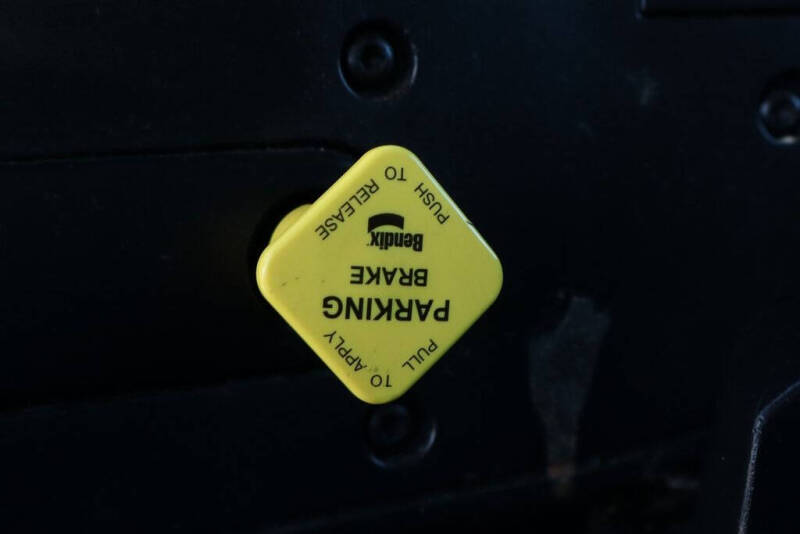 PULL TO APPLY
PARKING
BRAKE
Bendix
PUSH TO RELEASE